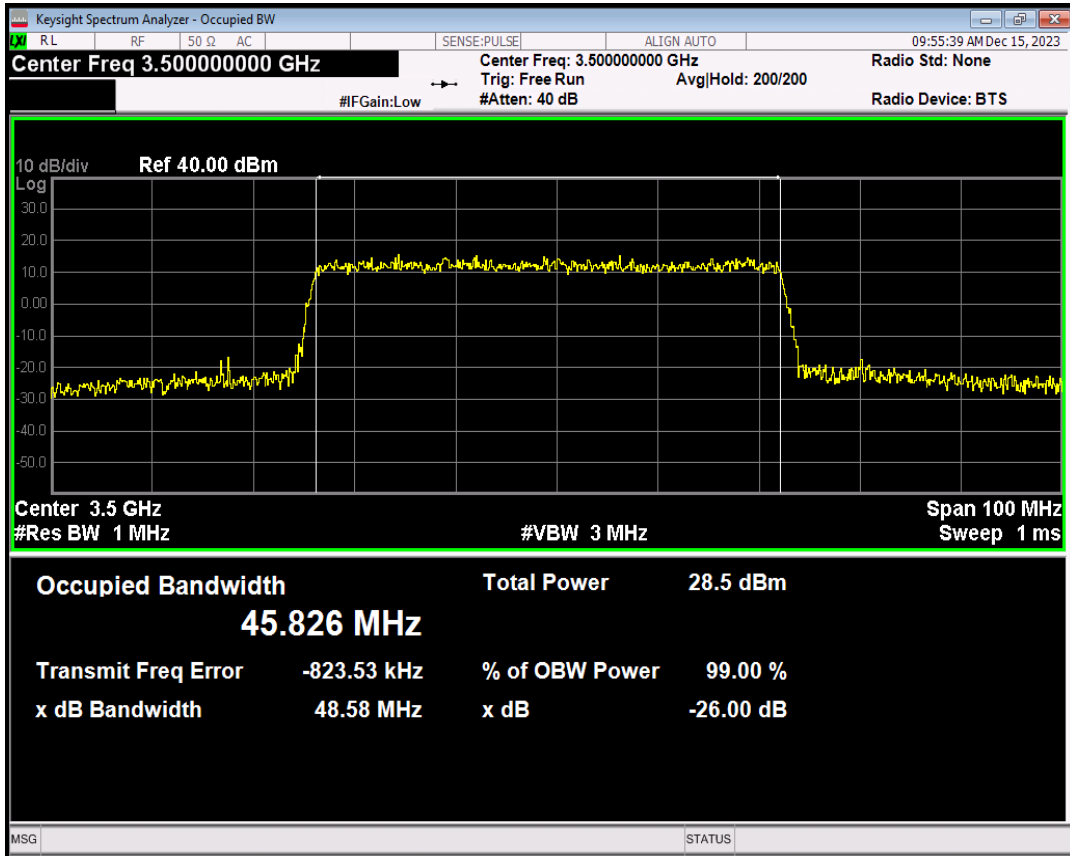 Keysight Spectrum Analyzer - Occupied BW
LXI RL RF 50 Ω AC SENSE:PULSE ALIGN AUTO 09:55:39 AM Dec 15, 2023
Center Freq 3.500000000 GHz Center Freq: 3.500000000 GHz Radio Std: None
Trig: Free Run Avg|Hold: 200/200
#IFGain:Low #Atten: 40 dB Radio Device: BTS
10 dB/div Ref 40.00 dBm
Log
30.0
20.0
10.0
0.00
-10.0
-20.0
-30.0
-40.0
-50.0
Center 3.5 GHz Span 100 MHz
#Res BW 1 MHz #VBW 3 MHz Sweep 1 ms
Occupied Bandwidth Total Power 28.5 dBm
45.826 MHz
Transmit Freq Error -823.53 kHz % of OBW Power 99.00 %
x dB Bandwidth 48.58 MHz x dB -26.00 dB
MSG STATUS